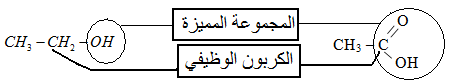 المجموعة المميزة
CH₃ – CH₂ – OH
CH₃ – C
O
OH
الكربون الوظيفي